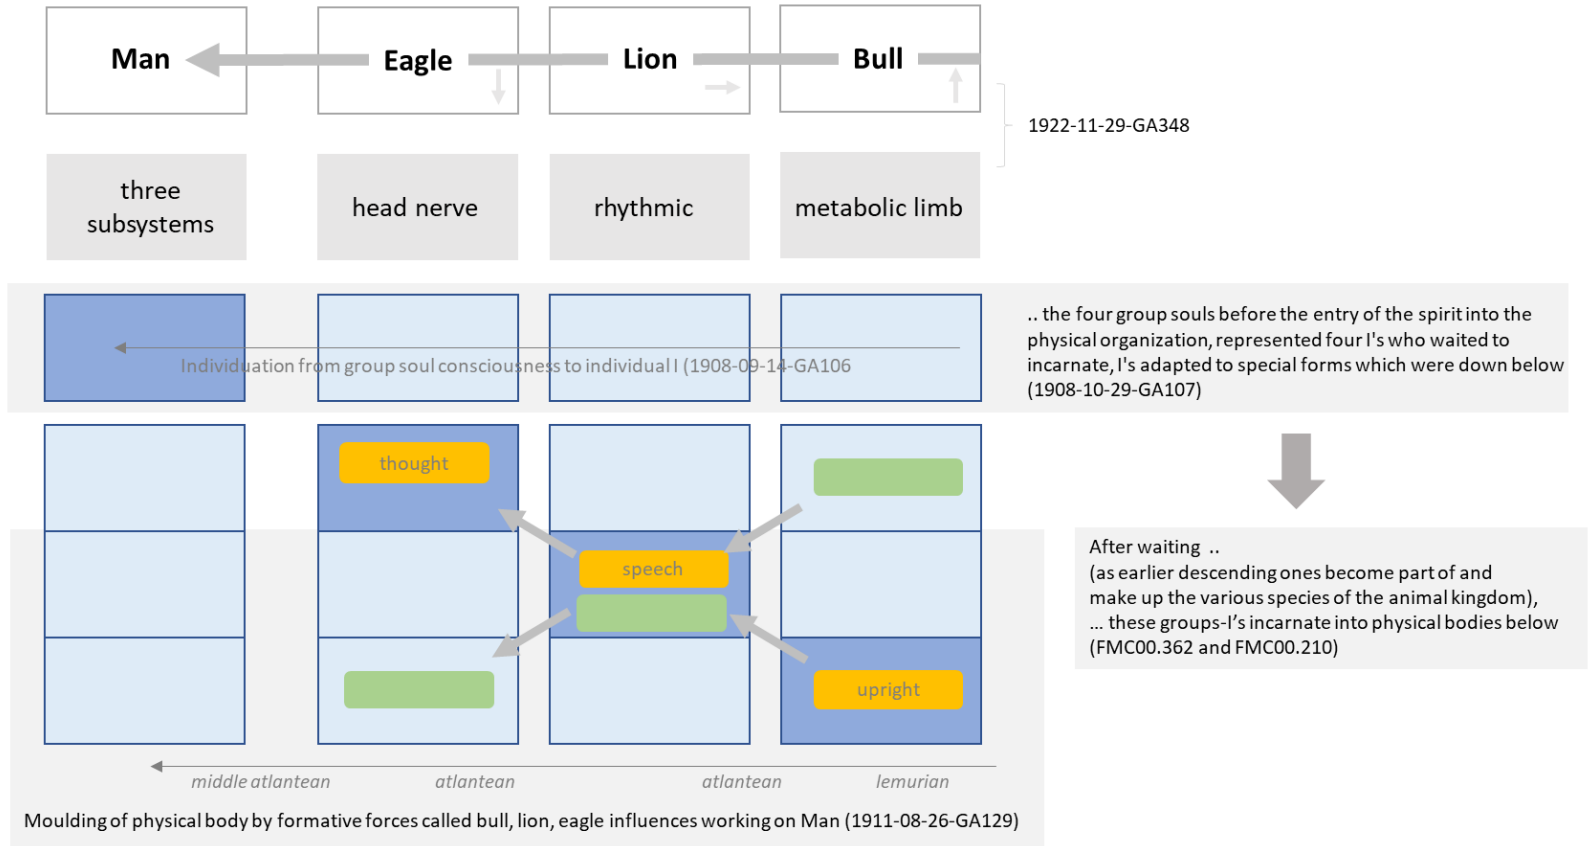 Man
Eagle
Lion
Bull
1922-11-29-GA348
three
subsystems
head nerve
rhythmic
metabolic limb
Individuation from group soul consciousness to individual I (1908-09-14-GA106
.. the four group souls before the entry of the spirit into the
physical organization, represented four I's who waited to
incarnate, I's adapted to special forms which were down below
(1908-10-29-GA107)
thought
speech
upright
After waiting ..
(as earlier descending ones become part of and
make up the various species of the animal kingdom),
... these groups-I's incarnate into physical bodies below
(FMC00.362 and FMC00.210)
middle atlantean
atlantean
atlantean
lemurian
Moulding of physical body by formative forces called bull, lion, eagle influences working on Man (1911-08-26-GA129)